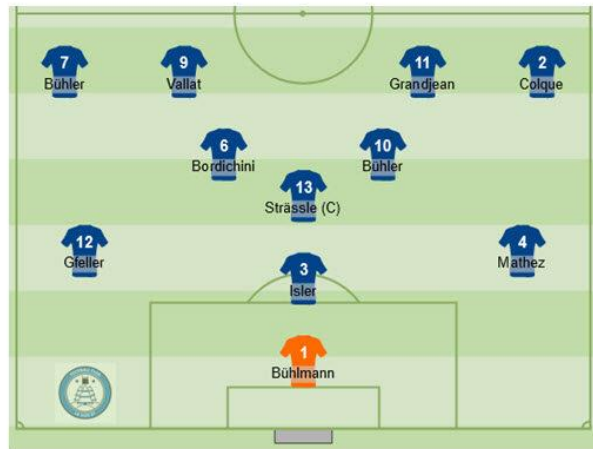 7
Bühler
9
Vallat
11
Grandjean
2
Colque
6
Bordichini
10
Bühler
13
Strässle (C)
12
Gfeller
3
Isler
4
Mathez
1
Bühlmann